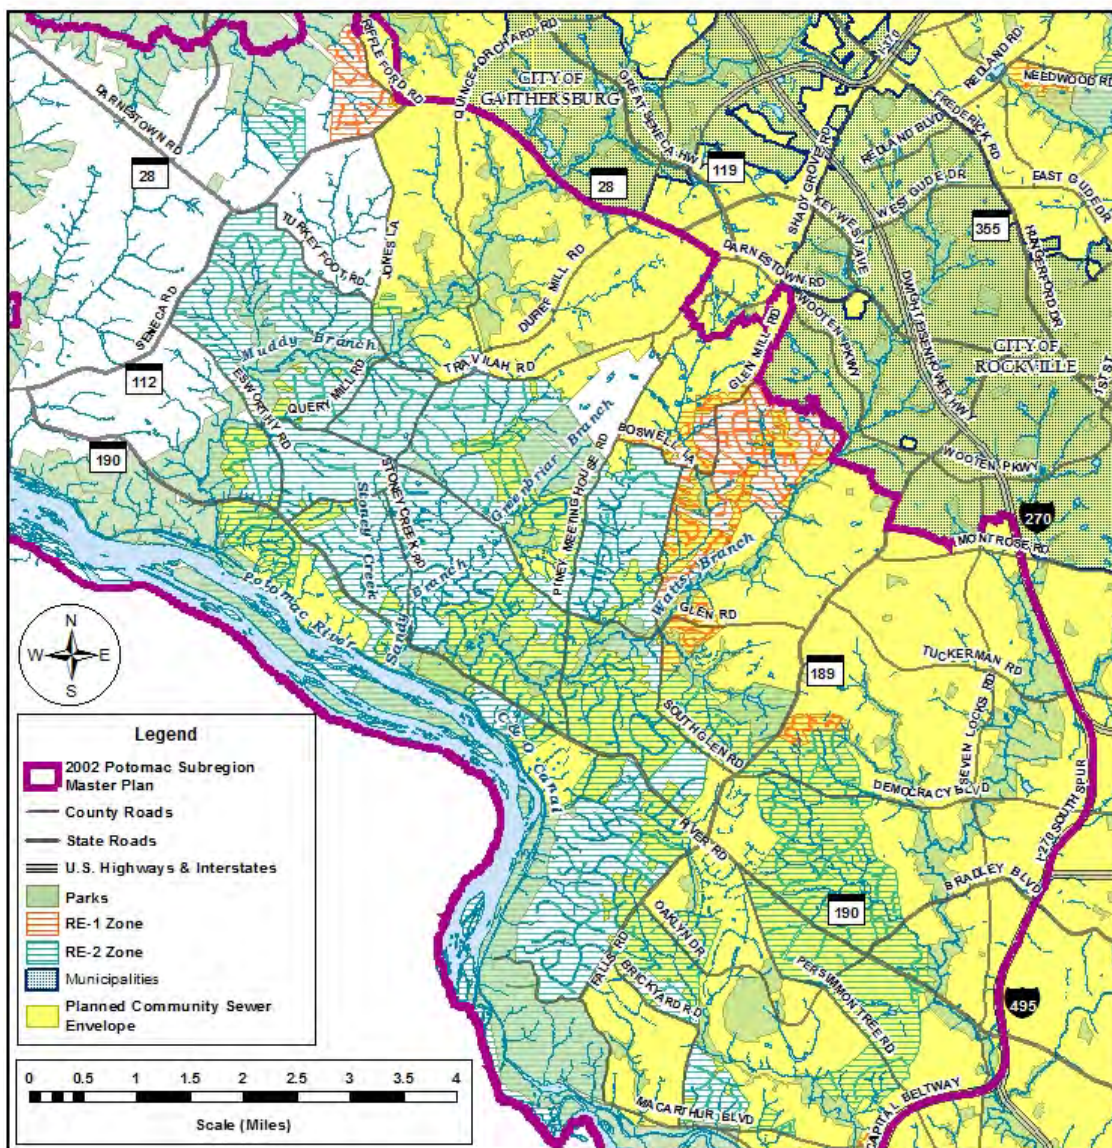 RIFFLE FORD RD
QUINCE ORCHARD RD
I-370
REDLAND RD
NEEDWOOD RD
CITY OF
GAITHERSBURG
GREAT SENECA HWY
DARNESTOWN RD
FREDERICK RD
REDLAND BLVD
SHADY GROVE RD
119
28
28
WEST GUDE DR
EAST GUDE DR
KEY WEST AVE
355
TURKEY FOOT RD
JONES LA
HUNGERFORD DR
DARNESTOWN RD
DUFIEF MILL RD
WOOTEN PKWY
DWIGHT EISENHOWER HWY
SENECA RD
GLEN MILL RD
CITY OF
ROCKVILLE
1ST ST
Muddy Branch
TRAVILAH RD
112
QUERY MILL RD
ESWORTHY RD
Greenbriar Branch
BOSWELL LA
190
WOOTEN PKWY
STONEY CREEK RD
PINEY MEETING HOUSE RD
270
Stoney Creek
MONTROSE RD
Sandy Branch
Watts Branch
Potomac River
GLEN RD
N
W E
S
TUCKERMAN RD
189
SEVEN LOCKS RD
C & O Canal
SOUTH GLEN RD
DEMOCRACY BLVD
I-270 SOUTH SPUR
RIVER RD
BRADLEY BLVD
190
OAKLYN DR
FALLS RD
BRICKYARD RD
PERSIMMON TREE RD
495
MACARTHUR BLVD
CAPITAL BELTWAY
Legend
2002 Potomac Subregion
Master Plan
County Roads
State Roads
U.S. Highways & Interstates
Parks
RE-1 Zone
RE-2 Zone
Municipalities
Planned Community Sewer
Envelope
0 0.5 1 1.5 2 2.5 3 3.5 4
Scale (Miles)